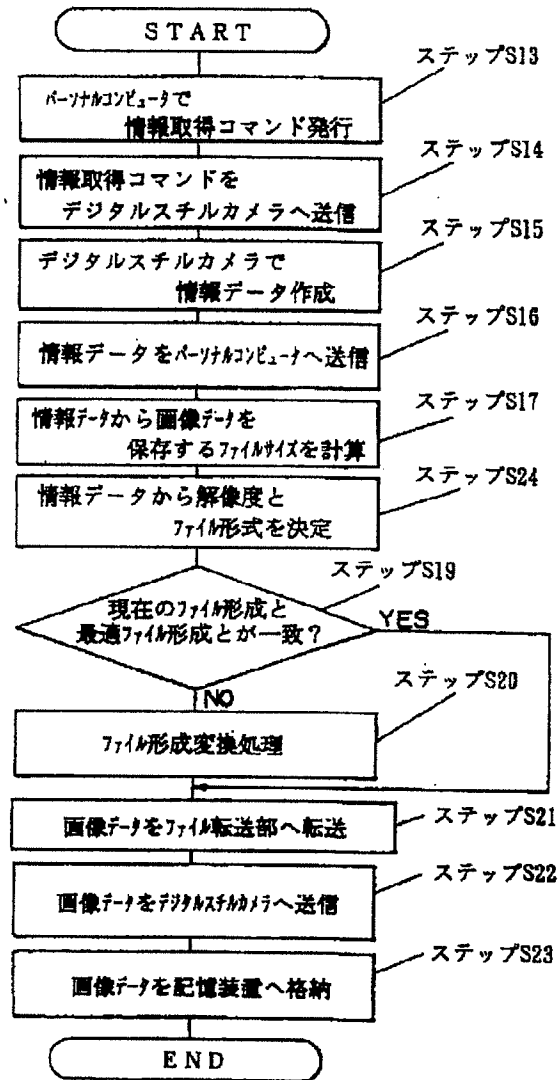 START
ステップS13
パーソナルコンピュータで
情報取得コマンド発行
ステップS14
情報取得コマンドを
デジタルスチルカメラへ送信
ステップS15
デジタルスチルカメラで
情報データ作成
ステップS16
情報データをパーソナルコンピュータへ送信
ステップS17
情報データから画像データを
保存するファイルサイズを計算
ステップS24
情報データから解像度と
ファイル形式を決定
ステップS19
現在のファイル形成と
最適ファイル形成とが一致?
YES
NO
ステップS20
ファイル形成変換処理
画像データをファイル転送部へ転送
ステップS21
ステップS22
画像データをデジタルスチルカメラへ送信
ステップS23
画像データを記憶装置へ格納
END